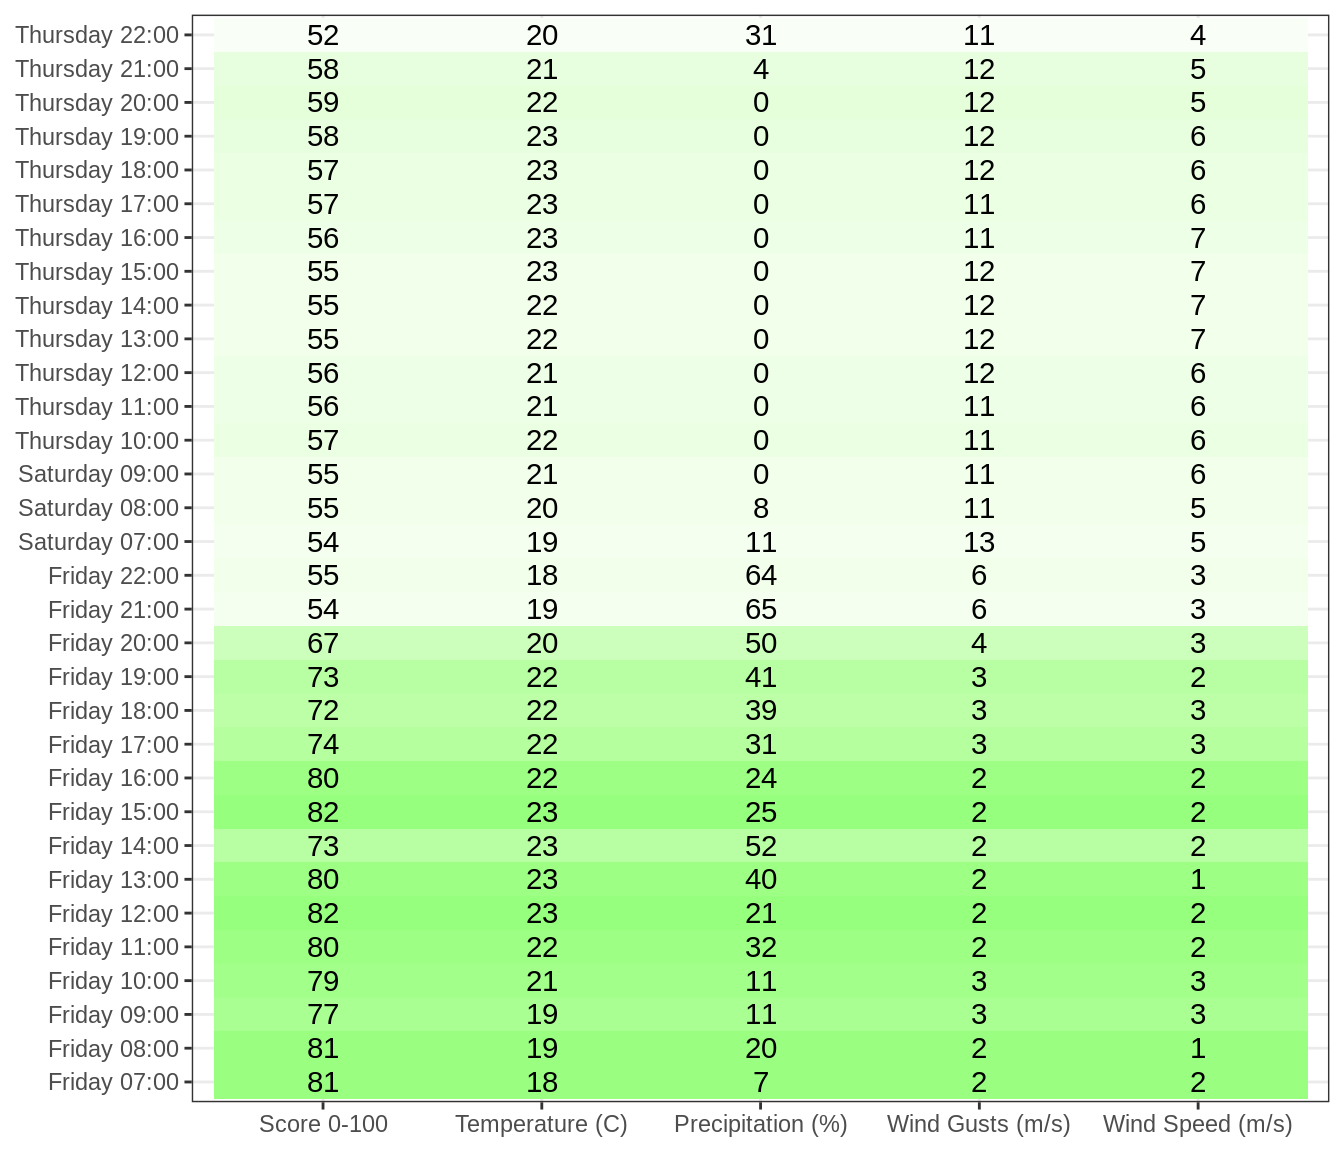 Thursday 22:00 52 20 31 11 4
Thursday 21:00 58 21 4 12 5
Thursday 20:00 59 22 0 12 5
Thursday 19:00 58 23 0 12 6
Thursday 18:00 57 23 0 12 6
Thursday 17:00 57 23 0 11 6
Thursday 16:00 56 23 0 11 7
Thursday 15:00 55 23 0 12 7
Thursday 14:00 55 22 0 12 7
Thursday 13:00 55 22 0 12 7
Thursday 12:00 56 21 0 12 6
Thursday 11:00 56 21 0 11 6
Thursday 10:00 57 22 0 11 6
Saturday 09:00 55 21 0 11 6
Saturday 08:00 55 20 8 11 5
Saturday 07:00 54 19 11 13 5
Friday 22:00 55 18 64 6 3
Friday 21:00 54 19 65 6 3
Friday 20:00 67 20 50 4 3
Friday 19:00 73 22 41 3 2
Friday 18:00 72 22 39 3 3
Friday 17:00 74 22 31 3 3
Friday 16:00 80 22 24 2 2
Friday 15:00 82 23 25 2 2
Friday 14:00 73 23 52 2 2
Friday 13:00 80 23 40 2 1
Friday 12:00 82 23 21 2 2
Friday 11:00 80 22 32 2 2
Friday 10:00 79 21 11 3 3
Friday 09:00 77 19 11 3 3
Friday 08:00 81 19 20 2 1
Friday 07:00 81 18 7 2 2
Score 0-100 Temperature (C) Precipitation (%) Wind Gusts (m/s) Wind Speed (m/s)